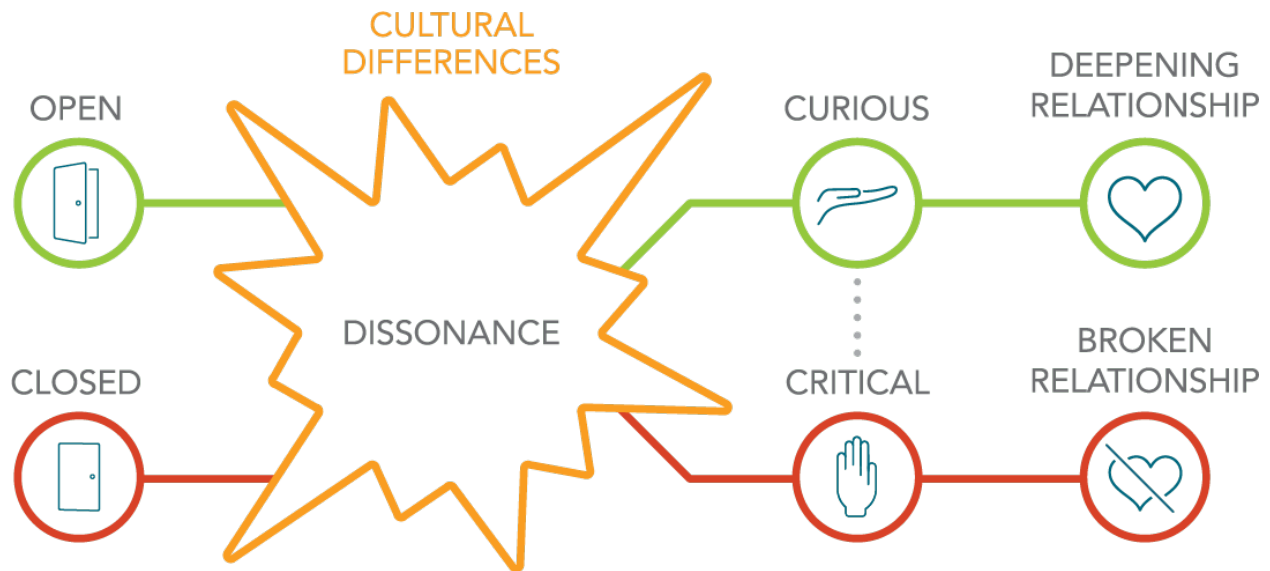 CULTURAL
DIFFERENCES
OPEN
CURIOUS
DEEPENING
RELATIONSHIP
DISSONANCE
CLOSED
CRITICAL
BROKEN
RELATIONSHIP